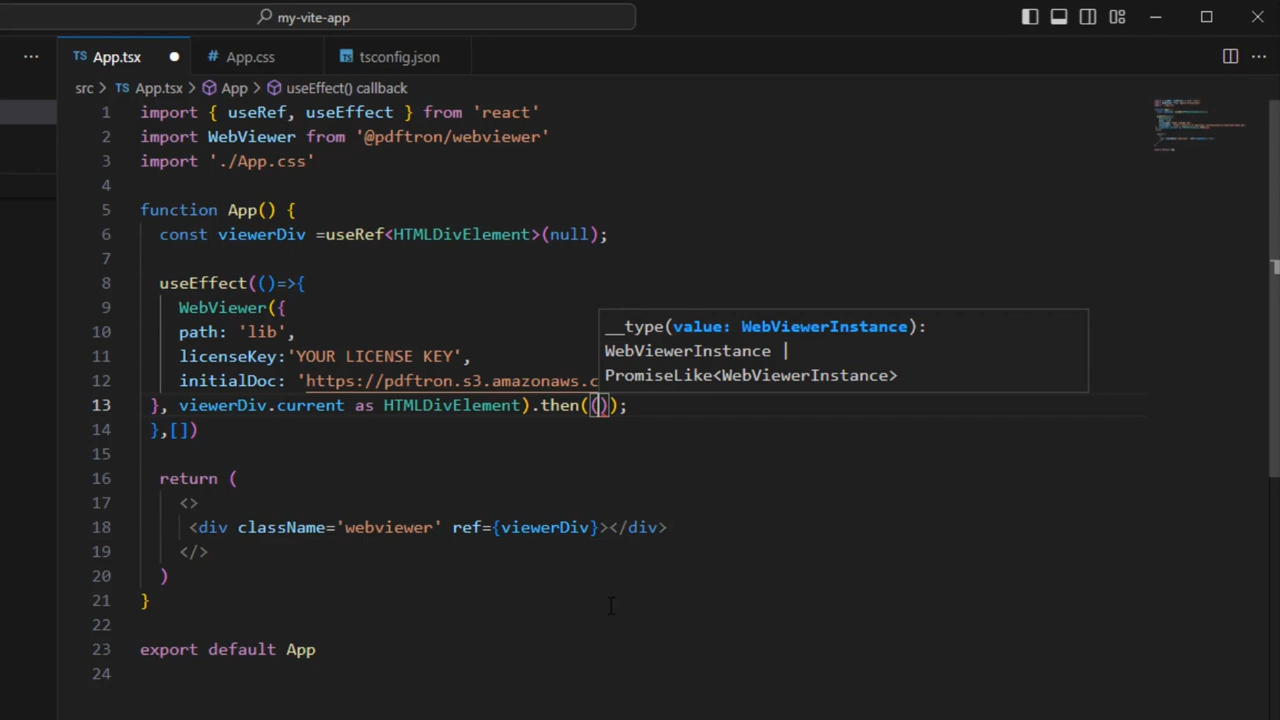 my-vite-app
TS App.tsx
# App.css
TS tsconfig.json
src > TS App.tsx > App > useEffect() callback
1 import { useRef, useEffect } from 'react'
2 import WebViewer from '@pdftron/webviewer'
3 import './App.css'
4
5 function App() {
6 const viewerDiv =useRef<HTMLDivElement>(null);
7
8 useEffect(()=>{
9 WebViewer({
10 path: 'lib',
11 licenseKey:'YOUR LICENSE KEY',
12 initialDoc: 'https://pdftron.s3.amazonaws.c
__type(value: WebViewerInstance):
WebViewerInstance |
PromiseLike<WebViewerInstance>
13 }, viewerDiv.current as HTMLDivElement).then(());
14 },[])
15
16 return (
17 <>
18 <div className='webviewer' ref={viewerDiv}></div>
19 </>
20 )
21 }
22
23 export default App
24